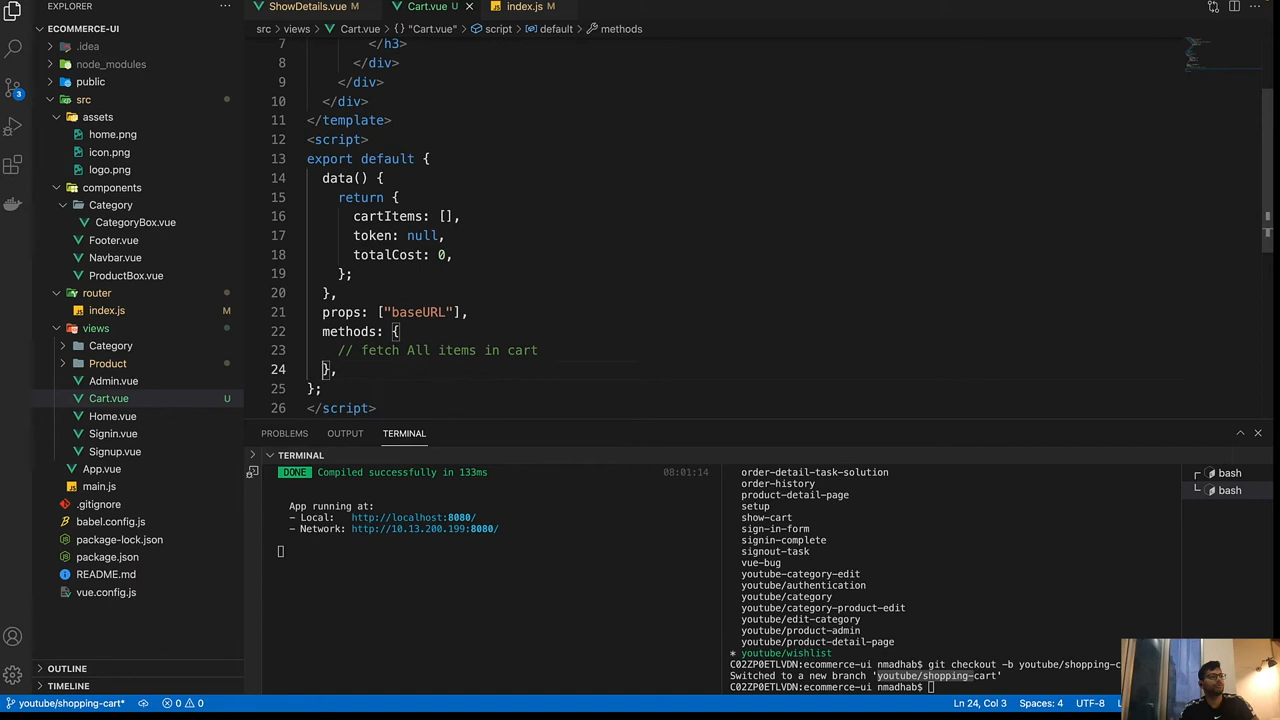 EXPLORER
ECOMMERCE-UI
.idea
node_modules
public
src
assets
home.png
icon.png
logo.png
components
Category
CategoryBox.vue
Footer.vue
Navbar.vue
ProductBox.vue
router
index.js M
views
Category
Product
Admin.vue
Cart.vue U
Home.vue
Signin.vue
Signup.vue
App.vue
main.js
.gitignore
babel.config.js
package-lock.json
package.json
README.md
vue.config.js
OUTLINE
TIMELINE
3
ShowDetails.vue M Cart.vue U index.js M
src > views > Cart.vue > {} "Cart.vue" > script > default > methods
7 </h3>
8 </div>
9 </div>
10 </div>
11 </template>
12 <script>
13 export default {
14 data() {
15 return {
16 cartItems: [],
17 token: null,
18 totalCost: 0,
19 };
20 },
21 props: ["baseURL"],
22 methods: {
23 // fetch All items in cart
24 },
25 };
26 </script>
PROBLEMS OUTPUT TERMINAL
TERMINAL
DONE Compiled successfully in 133ms 08:01:14
App running at:
- Local: http://localhost:8080/
- Network: http://10.13.200.199:8080/
order-detail-task-solution
order-history
product-detail-page
setup
show-cart
sign-in-form
signin-complete
signout-task
vue-bug
youtube-category-edit
youtube/authentication
youtube/category
youtube/category-product-edit
youtube/edit-category
youtube/product-admin
youtube/product-detail-page
* youtube/wishlist
C02ZP0ETLVDN:ecommerce-ui nmadhab$ git checkout -b youtube/shopping-c
Switched to a new branch 'youtube/shopping-cart'
C02ZP0ETLVDN:ecommerce-ui nmadhab$
bash
bash
youtube/shopping-cart* 0 0 Ln 24, Col 3 Spaces: 4 UTF-8